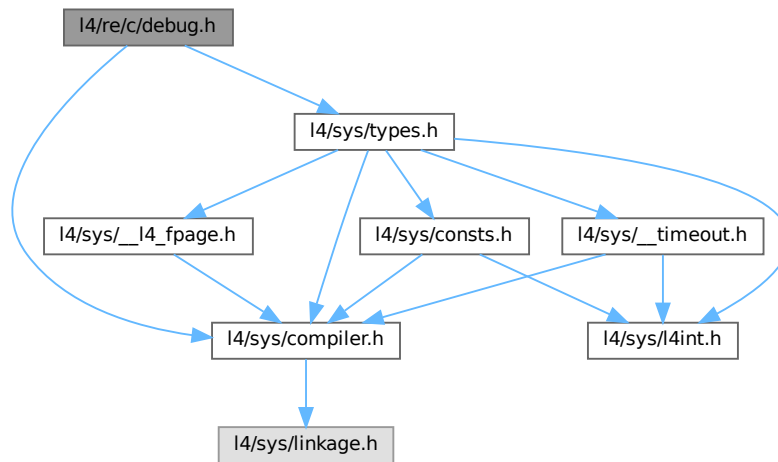 l4/re/c/debug.h
l4/sys/types.h
l4/sys/__l4_fpage.h
l4/sys/consts.h
l4/sys/__timeout.h
l4/sys/compiler.h
l4/sys/l4int.h
l4/sys/linkage.h